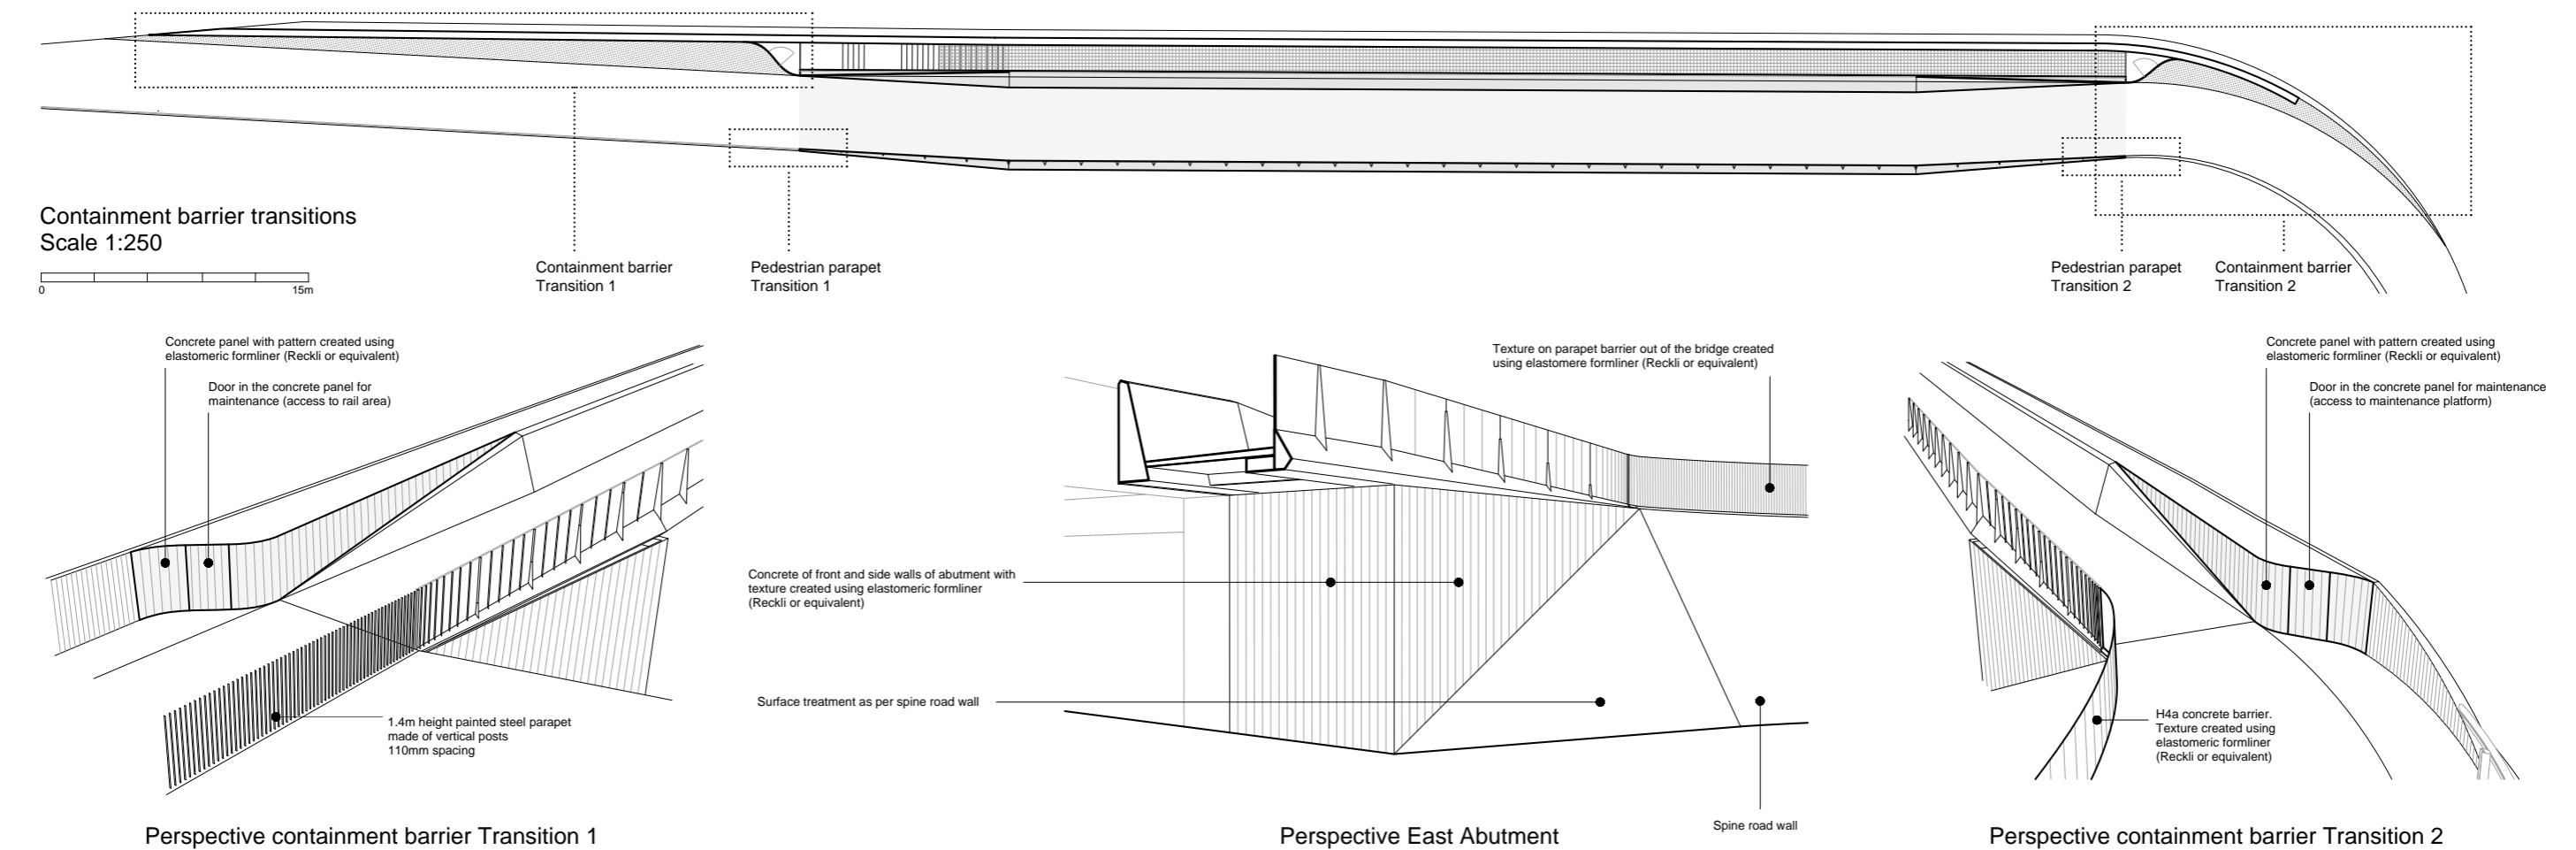 Containment barrier transitions
Scale 1:250
0
15m
Containment barrier
Transition 1
Pedestrian parapet
Transition 1
Pedestrian parapet
Transition 2
Containment barrier
Transition 2
Concrete panel with pattern created using
elastomeric formliner (Reckli or equivalent)
Door in the concrete panel for
maintenance (access to rail area)
1.4m height painted steel parapet
made of vertical posts
110mm spacing
Perspective containment barrier Transition 1
Texture on parapet barrier out of the bridge created
using elastomere formliner (Reckli or equivalent)
Concrete of front and side walls of abutment with
texture created using elastomeric formliner
(Reckli or equivalent)
Surface treatment as per spine road wall
Spine road wall
Perspective East Abutment
Concrete panel with pattern created using
elastomeric formliner (Reckli or equivalent)
Door in the concrete panel for maintenance
(access to maintenance platform)
H4a concrete barrier.
Texture created using
elastomeric formliner
(Reckli or equivalent)
Perspective containment barrier Transition 2